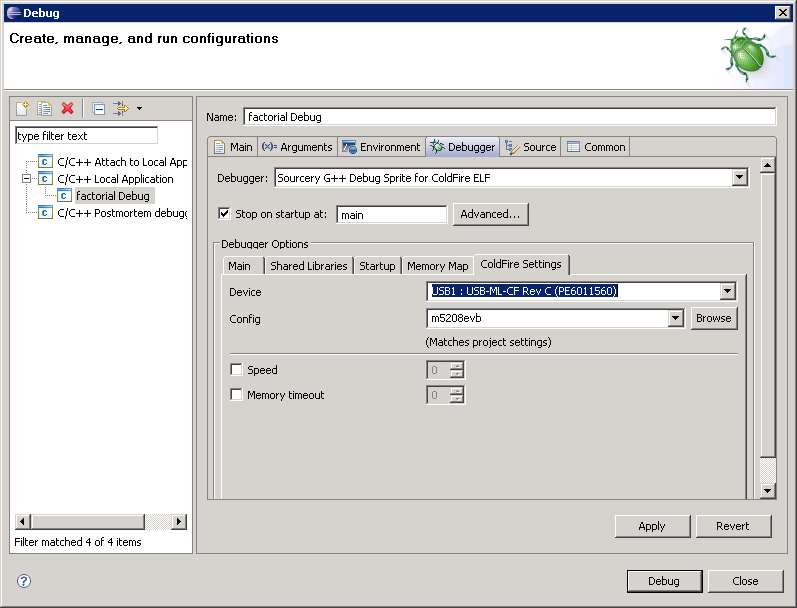 Debug
Create, manage, and run configurations
type filter text
C/C++ Attach to Local App
C/C++ Local Application
factorial Debug
C/C++ Postmortem debugg
Filter matched 4 of 4 items
Name: factorial Debug
Main (x)= Arguments Environment Debugger Source Common
Debugger: Sourcery G++ Debug Sprite for ColdFire ELF
Stop on startup at: main Advanced...
Debugger Options
Main Shared Libraries Startup Memory Map ColdFire Settings
Device USB1 : USB-ML-CF Rev C (PE6011560)
Config m5208evb Browse
(Matches project settings)
Speed 0
Memory timeout 0
Apply Revert
? Debug Close